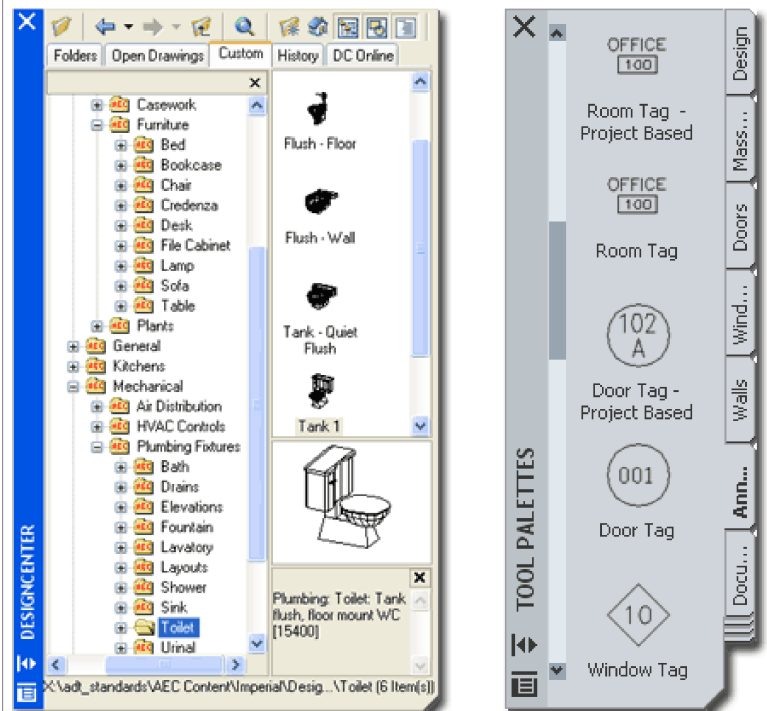 Folders
Open Drawings
Custom
History
DC Online
Casework
Furniture
Bed
Bookcase
Chair
Credenza
Desk
File Cabinet
Lamp
Sofa
Table
Plants
General
Kitchens
Mechanical
Air Distribution
HVAC Controls
Plumbing Fixtures
Bath
Drains
Elevations
Fountain
Lavatory
Layouts
Shower
Sink
Toilet
Urinal
Flush - Floor
Flush - Wall
Tank - Quiet
Flush
Tank 1
Plumbing: Toilet: Tank
flush, floor mount WC
[15400]
X:\adt_standards\AEC Content\Imperial\Desig...\Toilet (6 Item(s))
DESIGNCENTER
OFFICE
100
Room Tag -
Project Based
OFFICE
100
Room Tag
102
A
Door Tag -
Project Based
001
Door Tag
10
Window Tag
TOOL PALETTES
Design
Mass...
Doors
Wind...
Walls
Ann...
Docu...